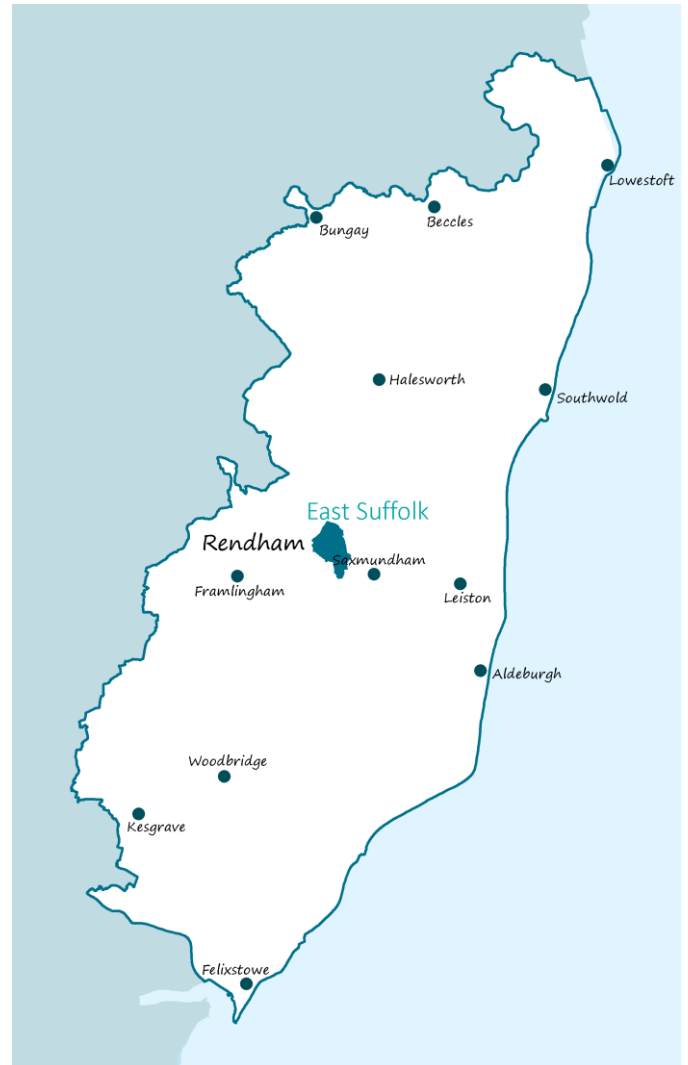 Lowestoft
Beccles
Bungay
Halesworth
Southwold
East Suffolk
Rendham
Saxmundham
Framlingham
Leiston
Aldeburgh
Woodbridge
Kesgrave
Felixstowe